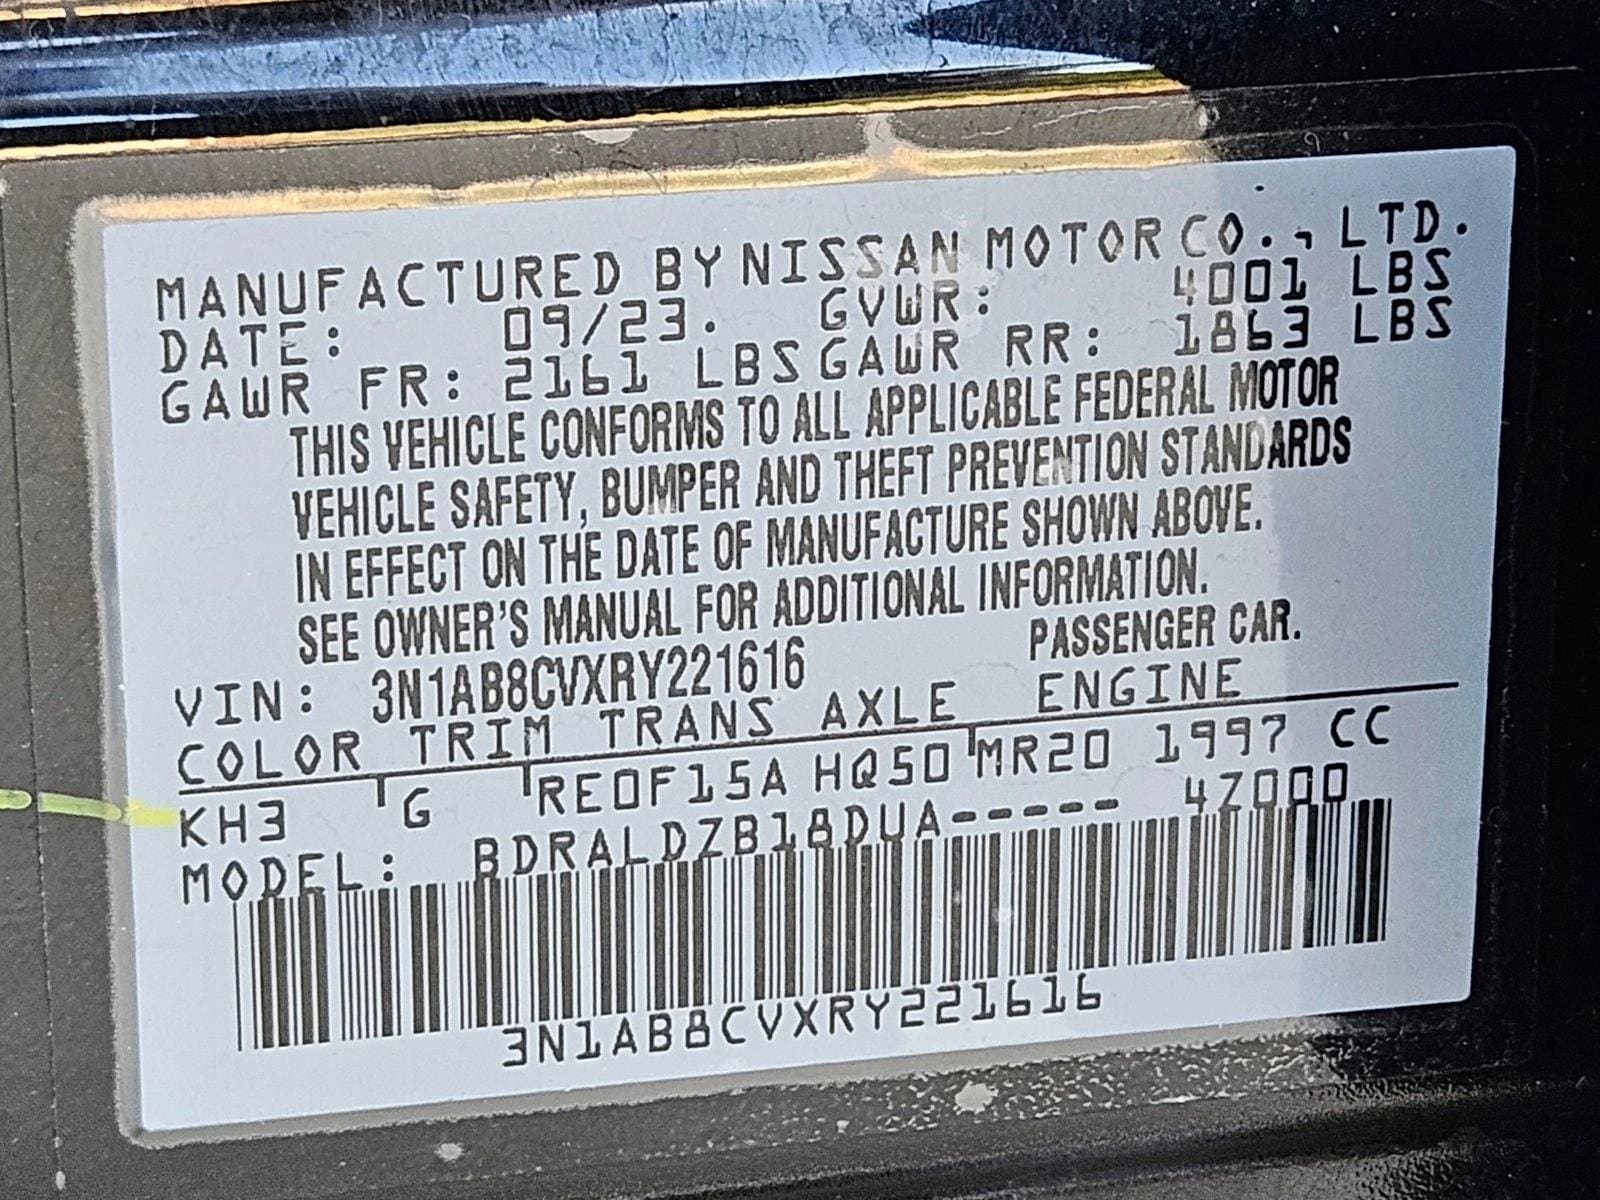 MANUFACTURED BY NISSAN MOTOR CO., LTD.
DATE: 09/23. GVWR: 4001 LBS
GAWR FR: 2161 LBS GAWR RR: 1863 LBS
THIS VEHICLE CONFORMS TO ALL APPLICABLE FEDERAL MOTOR
VEHICLE SAFETY, BUMPER AND THEFT PREVENTION STANDARDS
IN EFFECT ON THE DATE OF MANUFACTURE SHOWN ABOVE.
SEE OWNER'S MANUAL FOR ADDITIONAL INFORMATION.
PASSENGER CAR.
VIN: 3N1AB8CVXRY221616
COLOR TRIM TRANS AXLE ENGINE
KH3 G RE0F15A HQ50 MR20 1997 CC
MODEL: BDRALDZB18DUA----- 4Z000
3N1AB8CVXRY221616